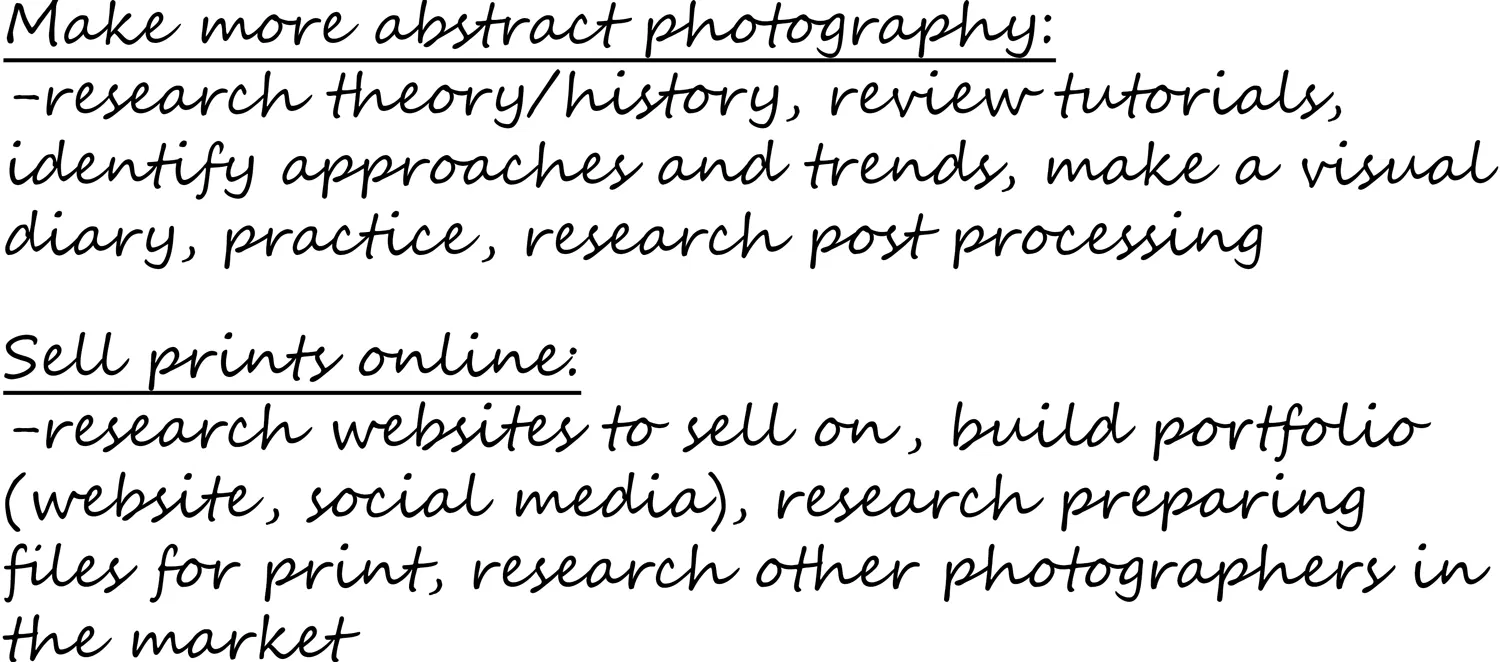 Make more abstract photography:
-research theory/history, review tutorials,
identify approaches and trends, make a visual
diary, practice, research post processing
Sell prints online:
-research websites to sell on, build portfolio
(website, social media), research preparing
files for print, research other photographers in
the market